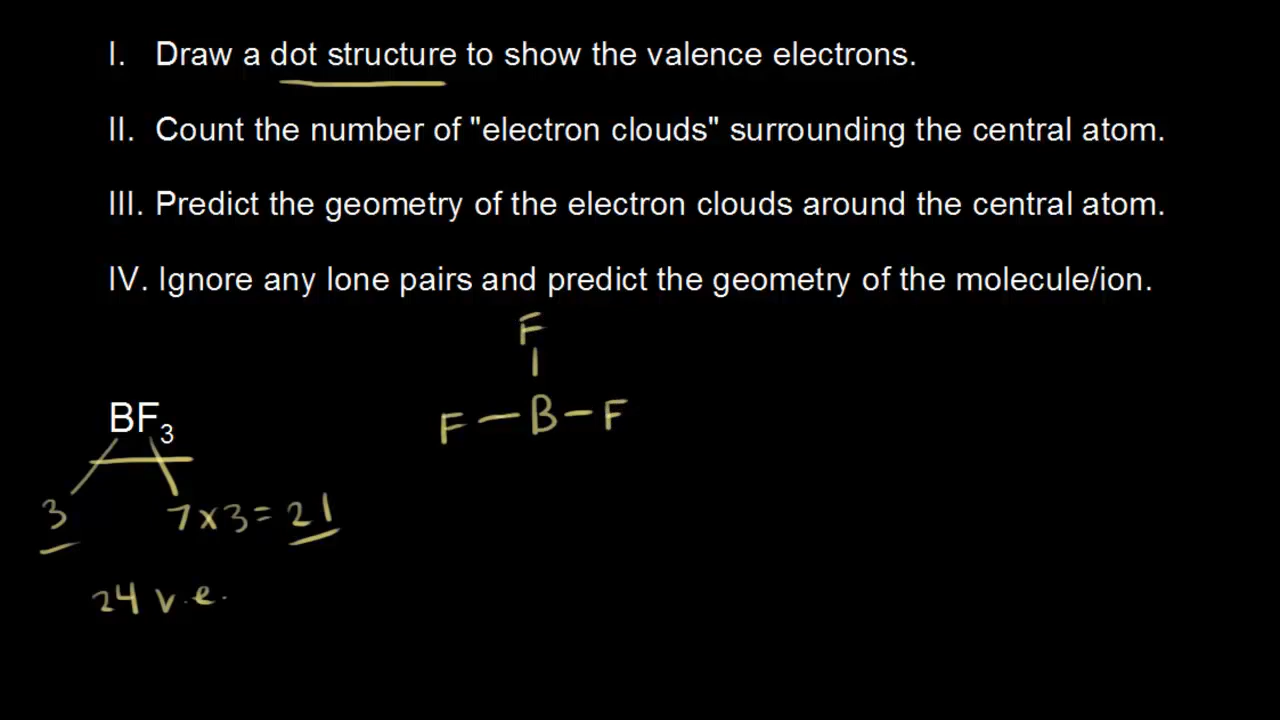 I. Draw a dot structure to show the valence electrons.
II. Count the number of "electron clouds" surrounding the central atom.
III. Predict the geometry of the electron clouds around the central atom.
IV. Ignore any lone pairs and predict the geometry of the molecule/ion.
F
BF₃
F – B – F
3
7 x 3 = 21
24 v.e.